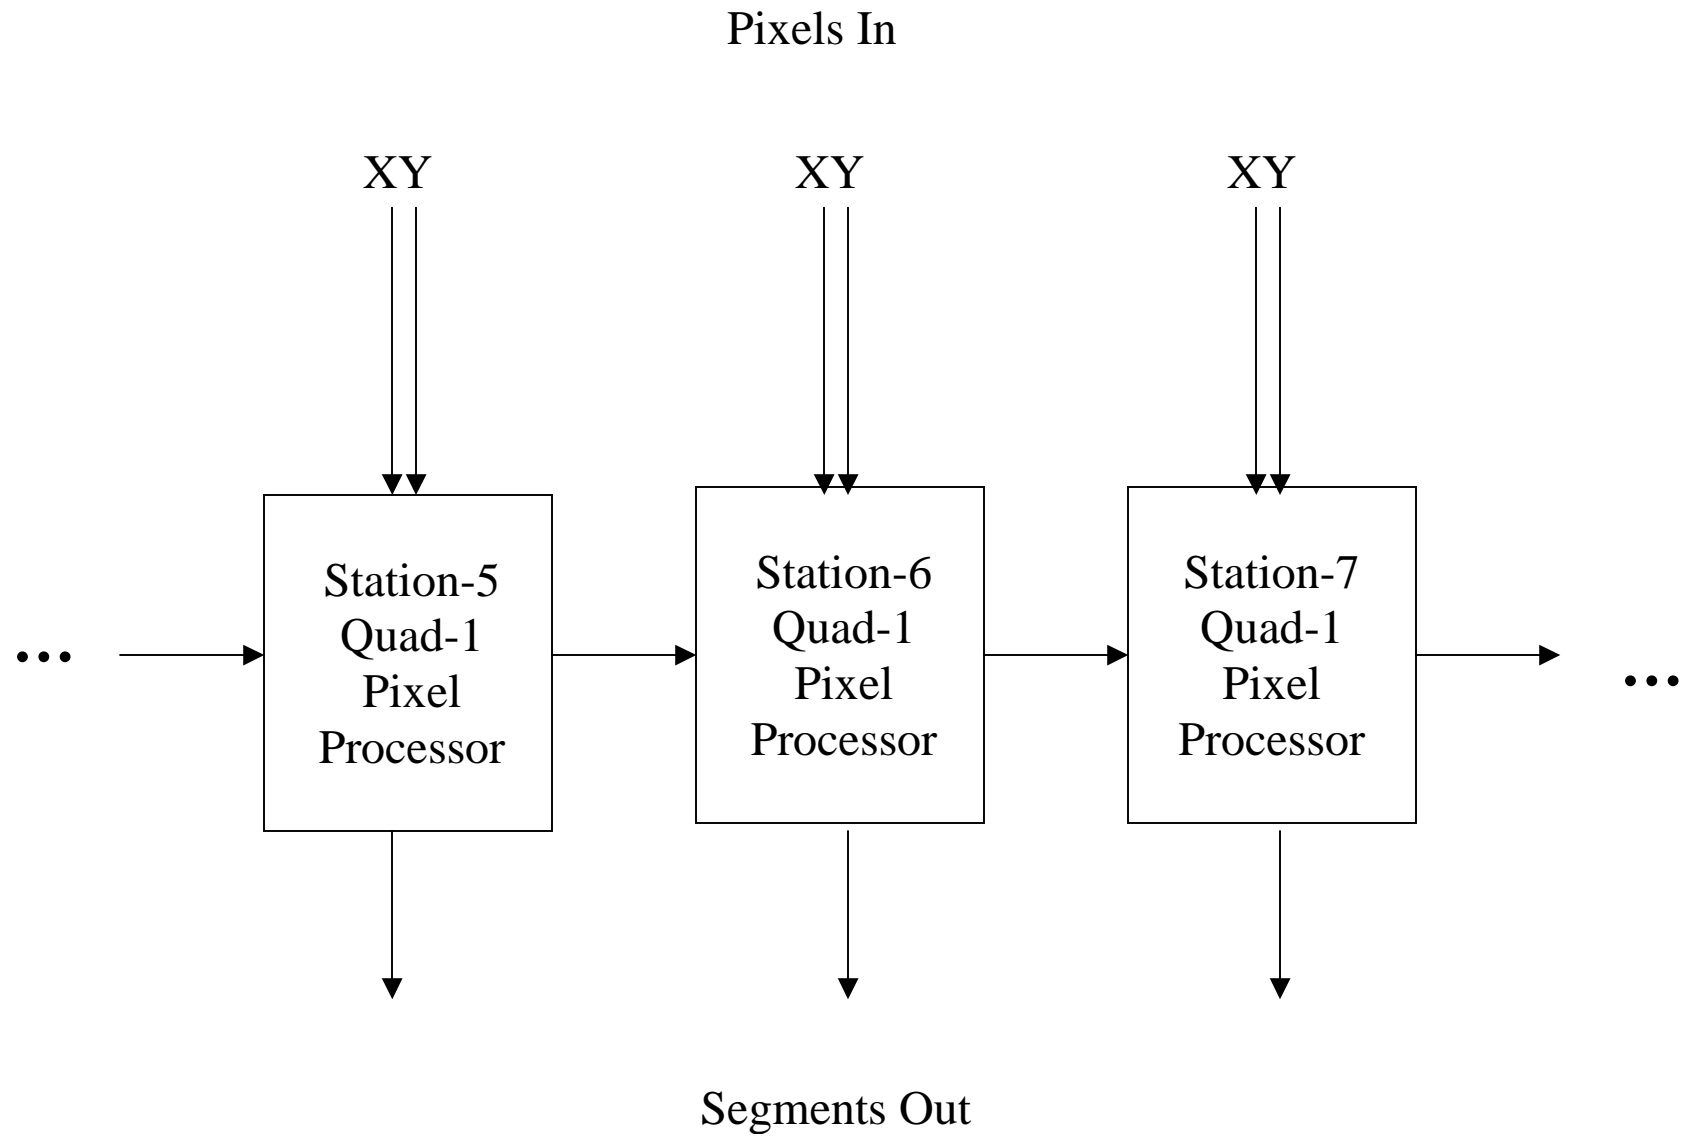 Pixels In
XY
XY
XY
Station-5
Quad-1
Pixel
Processor
Station-6
Quad-1
Pixel
Processor
Station-7
Quad-1
Pixel
Processor
...
...
Segments Out